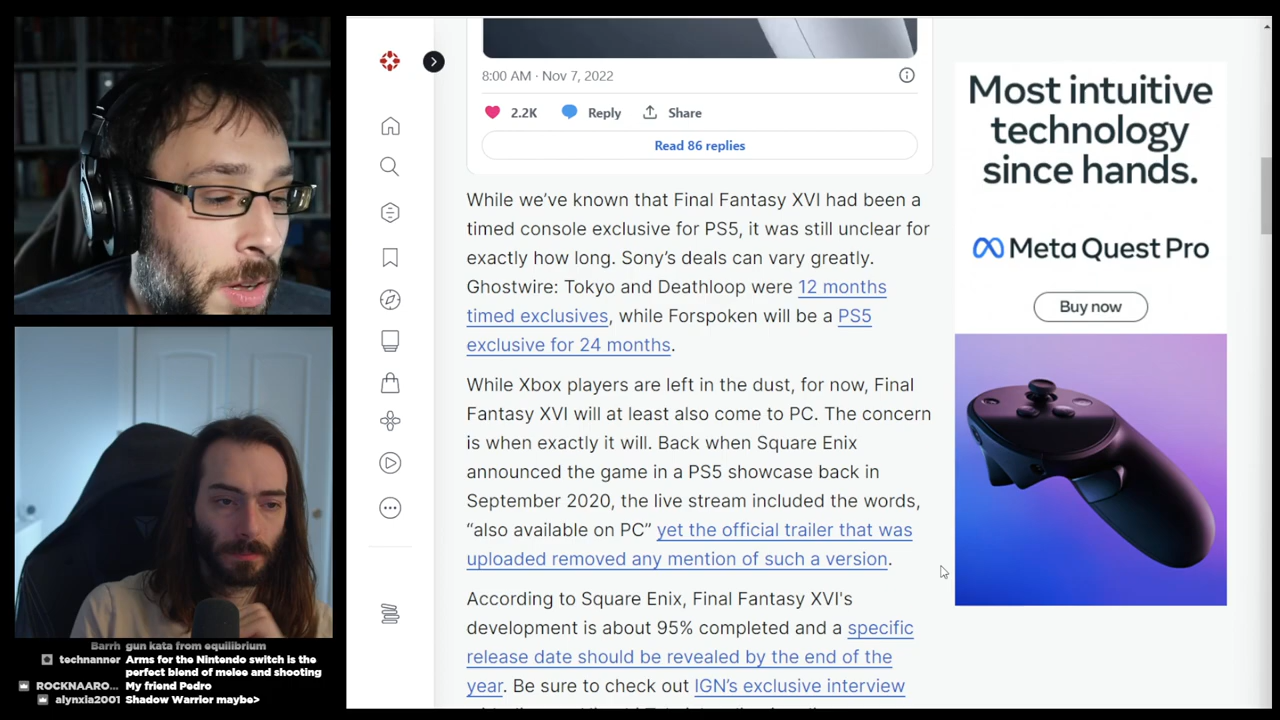 8:00 AM · Nov 7, 2022
2.2K Reply Share
Read 86 replies
While we've known that Final Fantasy XVI had been a
timed console exclusive for PS5, it was still unclear for
exactly how long. Sony's deals can vary greatly.
Ghostwire: Tokyo and Deathloop were 12 months
timed exclusives, while Forspoken will be a PS5
exclusive for 24 months.
While Xbox players are left in the dust, for now, Final
Fantasy XVI will at least also come to PC. The concern
is when exactly it will. Back when Square Enix
announced the game in a PS5 showcase back in
September 2020, the live stream included the words,
“also available on PC” yet the official trailer that was
uploaded removed any mention of such a version.
According to Square Enix, Final Fantasy XVI's
development is about 95% completed and a specific
release date should be revealed by the end of the
year. Be sure to check out IGN's exclusive interview
Most intuitive
technology
since hands.
Meta Quest Pro
Buy now
Barrh gun kata from equilibrium
technanner Arms for the Nintendo switch is the
perfect blend of melee and shooting
ROCKNAARO... My friend Pedro
alynxia2001 Shadow Warrior maybe>